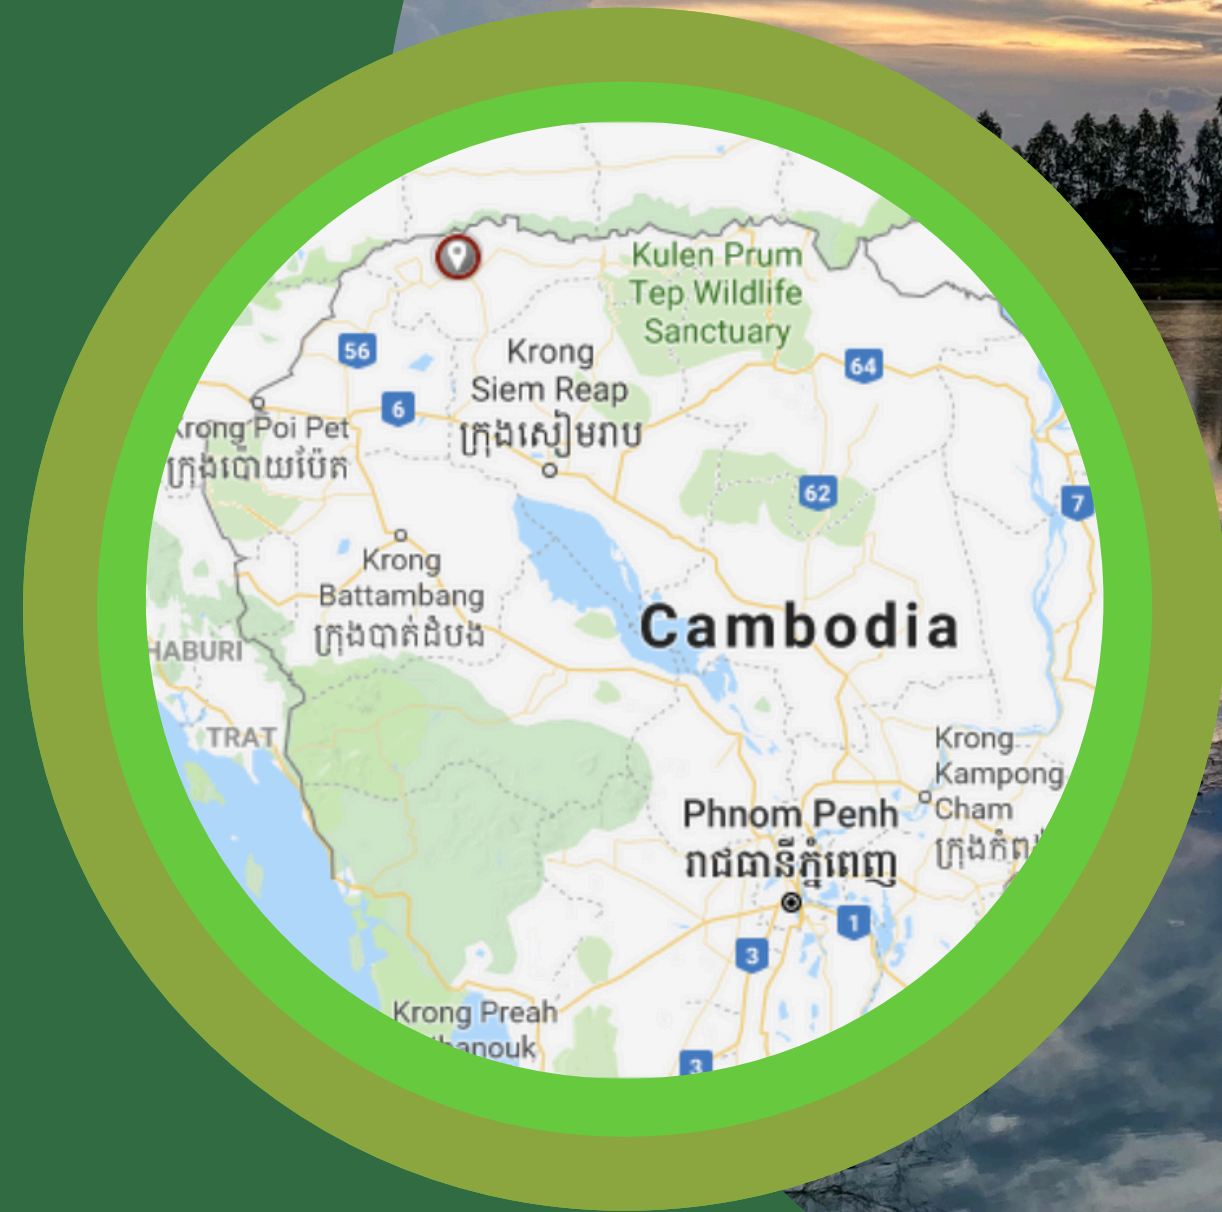 Kulen Prum
Tep Wildlife
Sanctuary
56
Krong
Siem Reap
ក្រុងសៀមរាប
64
6
Krong Poi Pet
ក្រុងប៉ោយប៉ែត
62
7
Krong
Battambang
ក្រុងបាត់ដំបង
Cambodia
HABURI
TRAT
Krong
Kampong
Cham
Phnom Penh
រាជធានីភ្នំពេញ
1
3
Krong Preah
hanouk
3